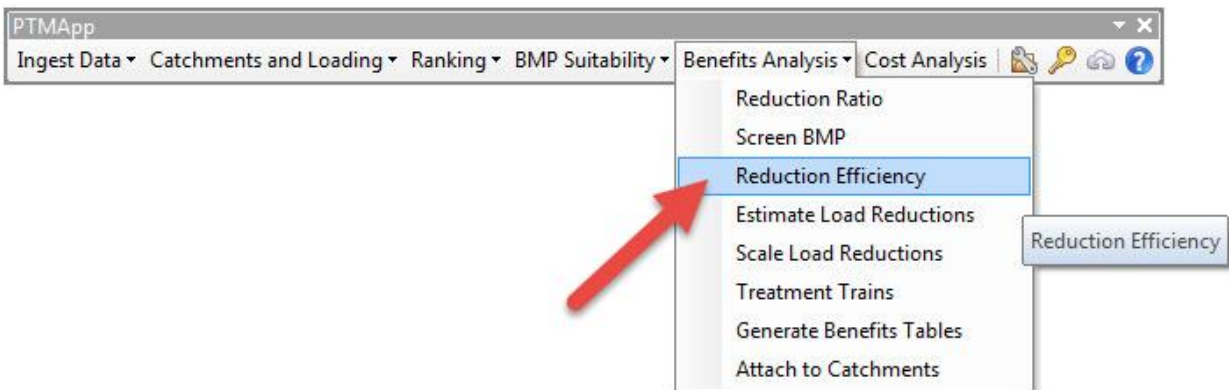 PTMApp
Ingest Data Catchments and Loading Ranking BMP Suitability Benefits Analysis Cost Analysis
Reduction Ratio
Screen BMP
Reduction Efficiency
Estimate Load Reductions
Reduction Efficiency
Scale Load Reductions
Treatment Trains
Generate Benefits Tables
Attach to Catchments